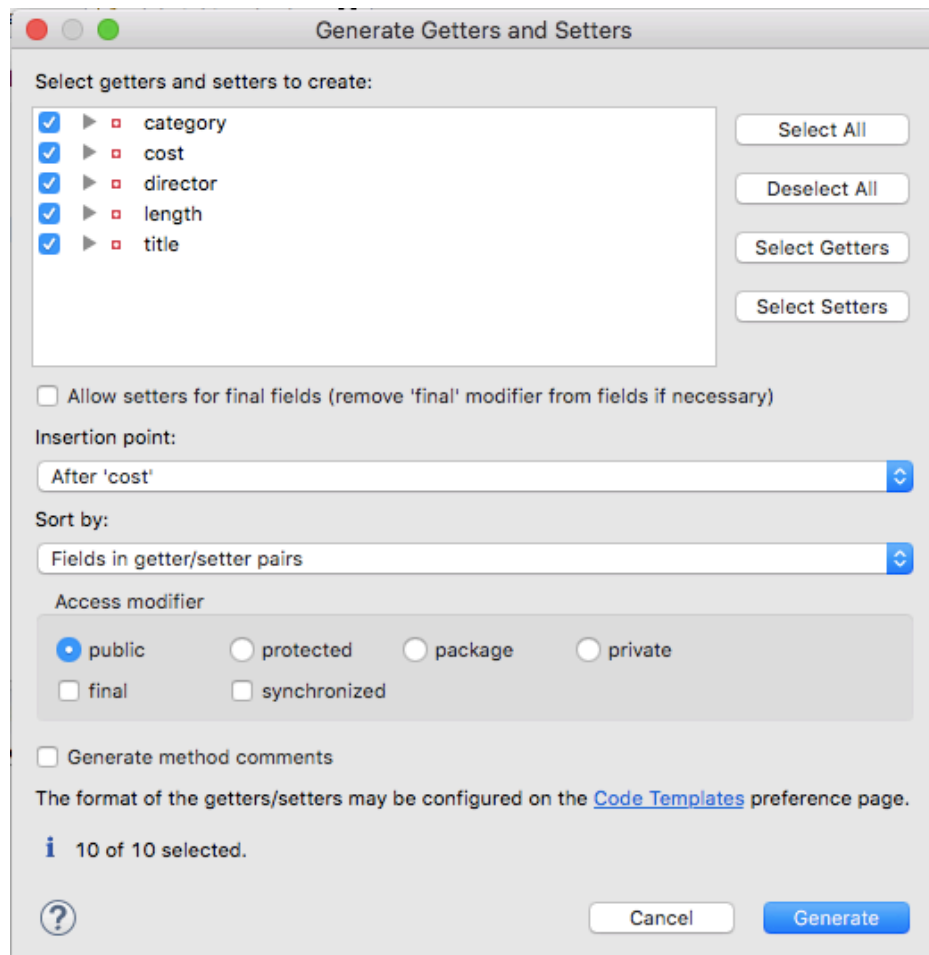 Generate Getters and Setters
Select getters and setters to create:
category
cost
director
length
title
Select All
Deselect All
Select Getters
Select Setters
Allow setters for final fields (remove 'final' modifier from fields if necessary)
Insertion point:
After 'cost'
Sort by:
Fields in getter/setter pairs
Access modifier
public protected package private
final synchronized
Generate method comments
The format of the getters/setters may be configured on the Code Templates preference page.
i 10 of 10 selected.
? Cancel Generate